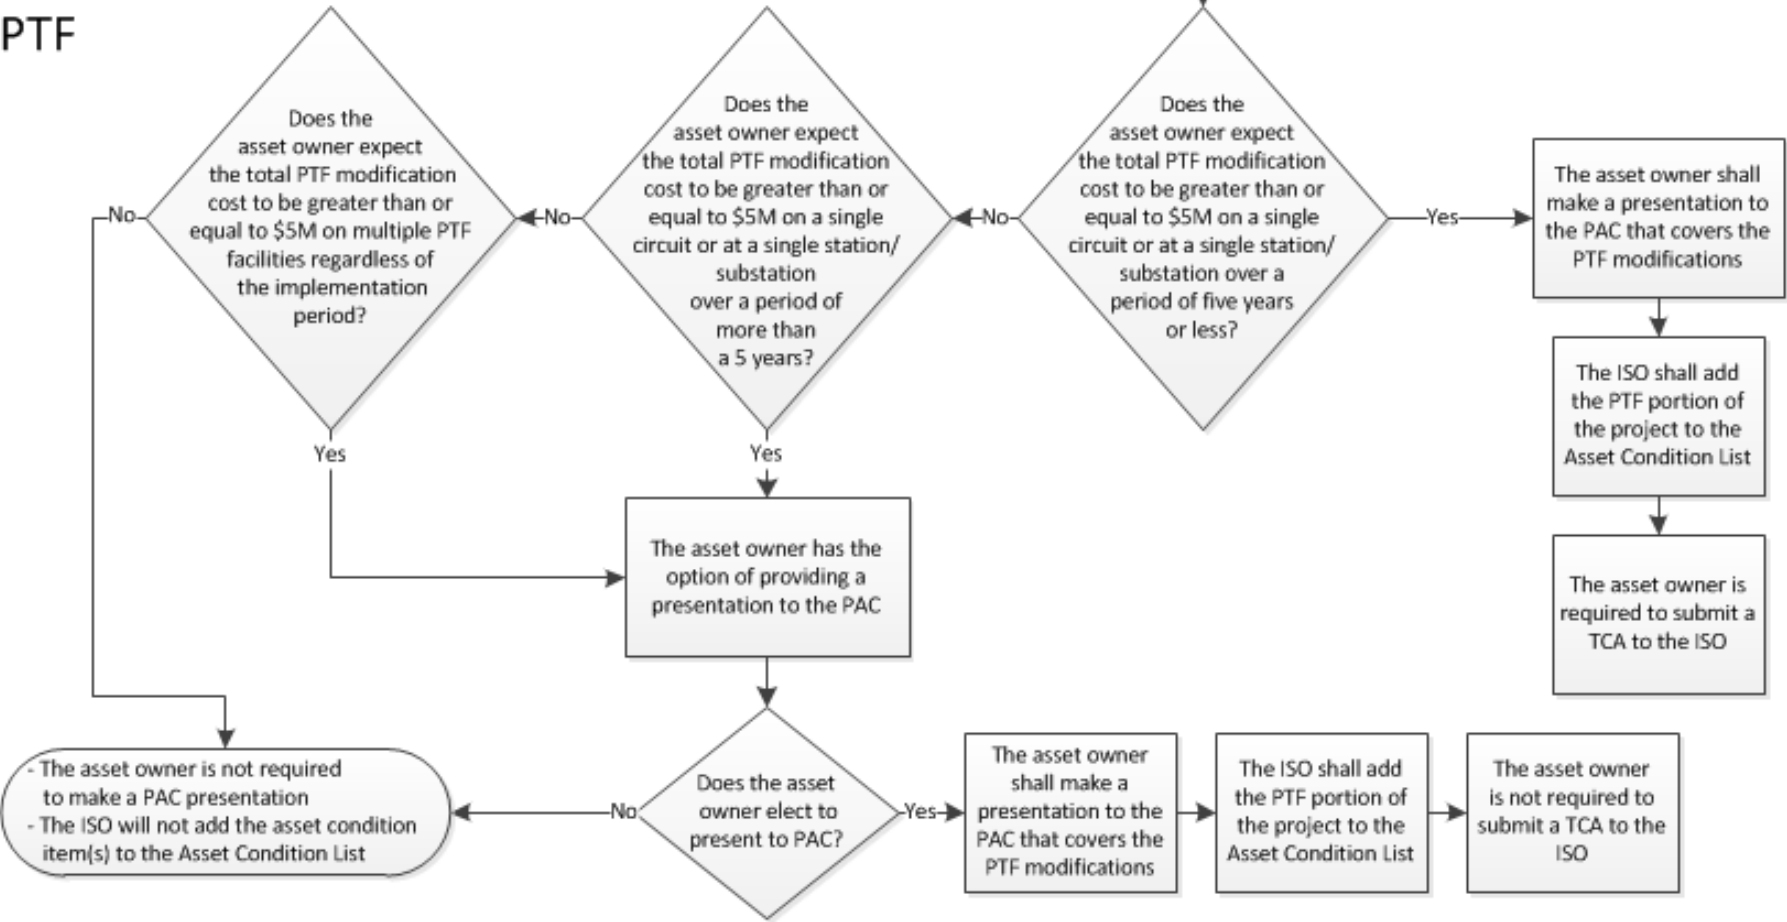 PTF
Does the
asset owner expect
the total PTF modification
cost to be greater than or
equal to $5M on multiple PTF
facilities regardless of
the implementation
period?
Does the
asset owner expect
the total PTF modification
cost to be greater than or
equal to $5M on a single
circuit or at a single station/
substation
over a period of
more than
a 5 years?
Does the
asset owner expect
the total PTF modification
cost to be greater than or
equal to $5M on a single
circuit or at a single station/
substation over a
period of five years
or less?
The asset owner shall
make a presentation to
the PAC that covers the
PTF modifications
No
No
No
Yes
The ISO shall add
the PTF portion of
the project to the
Asset Condition List
Yes
Yes
The asset owner has the
option of providing a
presentation to the PAC
The asset owner is
required to submit a
TCA to the ISO
- The asset owner is not required
to make a PAC presentation
- The ISO will not add the asset condition
item(s) to the Asset Condition List
No
Does the asset
owner elect to
present to PAC?
Yes
The asset owner
shall make a
presentation to the
PAC that covers the
PTF modifications
The ISO shall add
the PTF portion of
the project to the
Asset Condition List
The asset owner
is not required to
submit a TCA to the
ISO